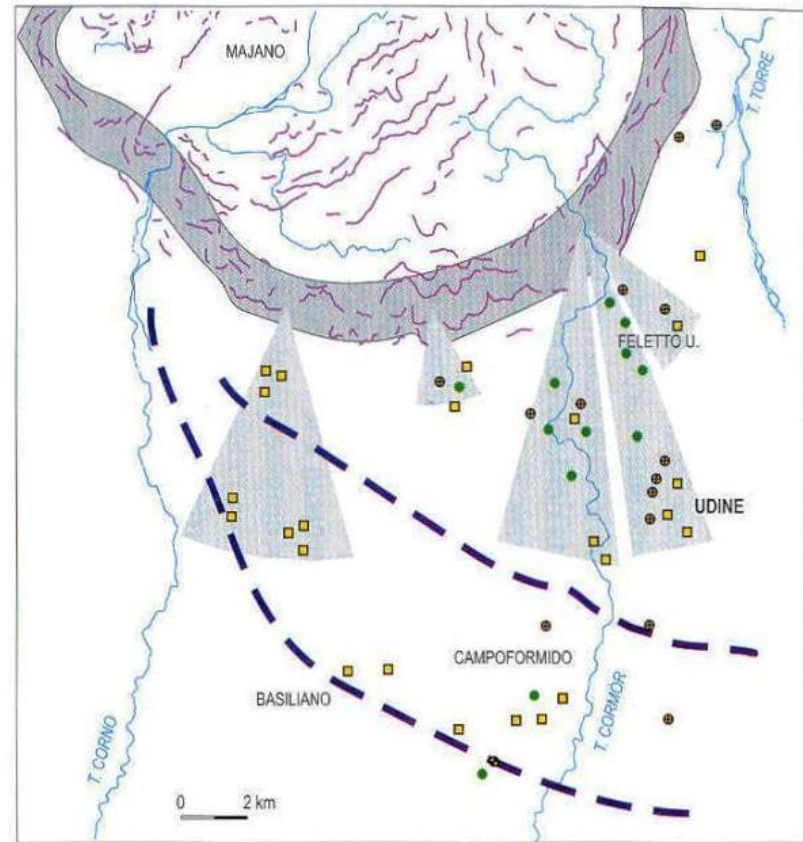 MAJANO
T. TORRE
FELETTO U.
UDINE
CAMPOFORMIDO
BASILIANO
T. CORNO
T. CORMOR
0 2 km